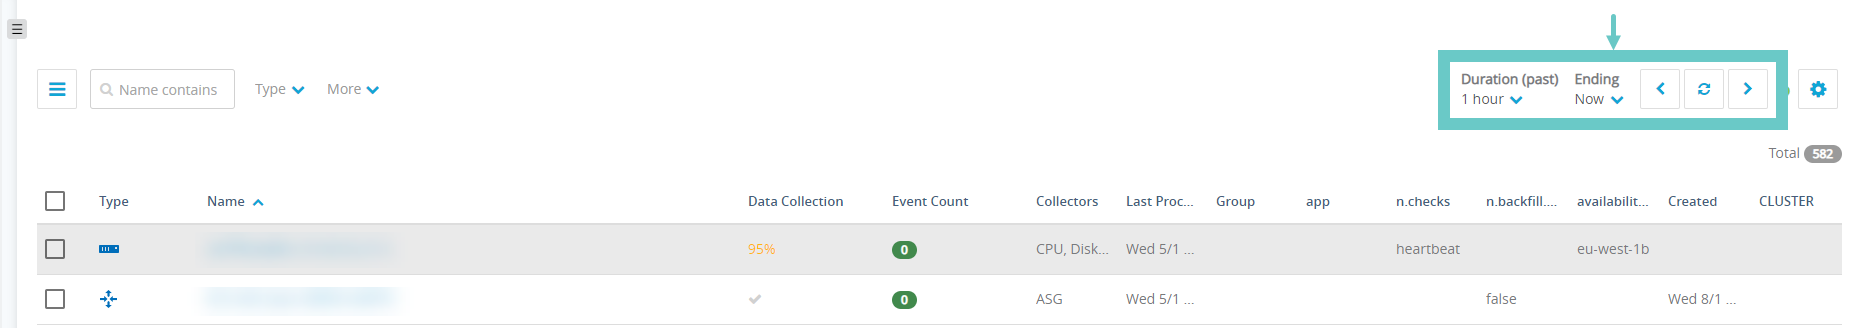 Name contains Type More Duration (past) Ending
1 hour Now
Total 582
Type Name Data Collection Event Count Collectors Last Proc... Group app n.checks n.backfill.... availabilit... Created CLUSTER
95% 0 CPU, Disk... Wed 5/1 ... heartbeat eu-west-1b
0 ASG Wed 5/1 ... false Wed 8/1 ...